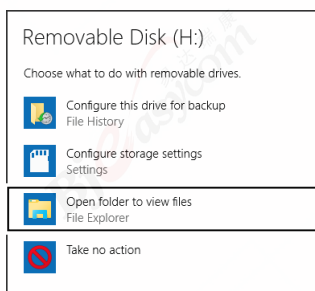 Removable Disk (H:)
Choose what to do with removable drives.
Configure this drive for backup
File History
Configure storage settings
Settings
Open folder to view files
File Explorer
Take no action